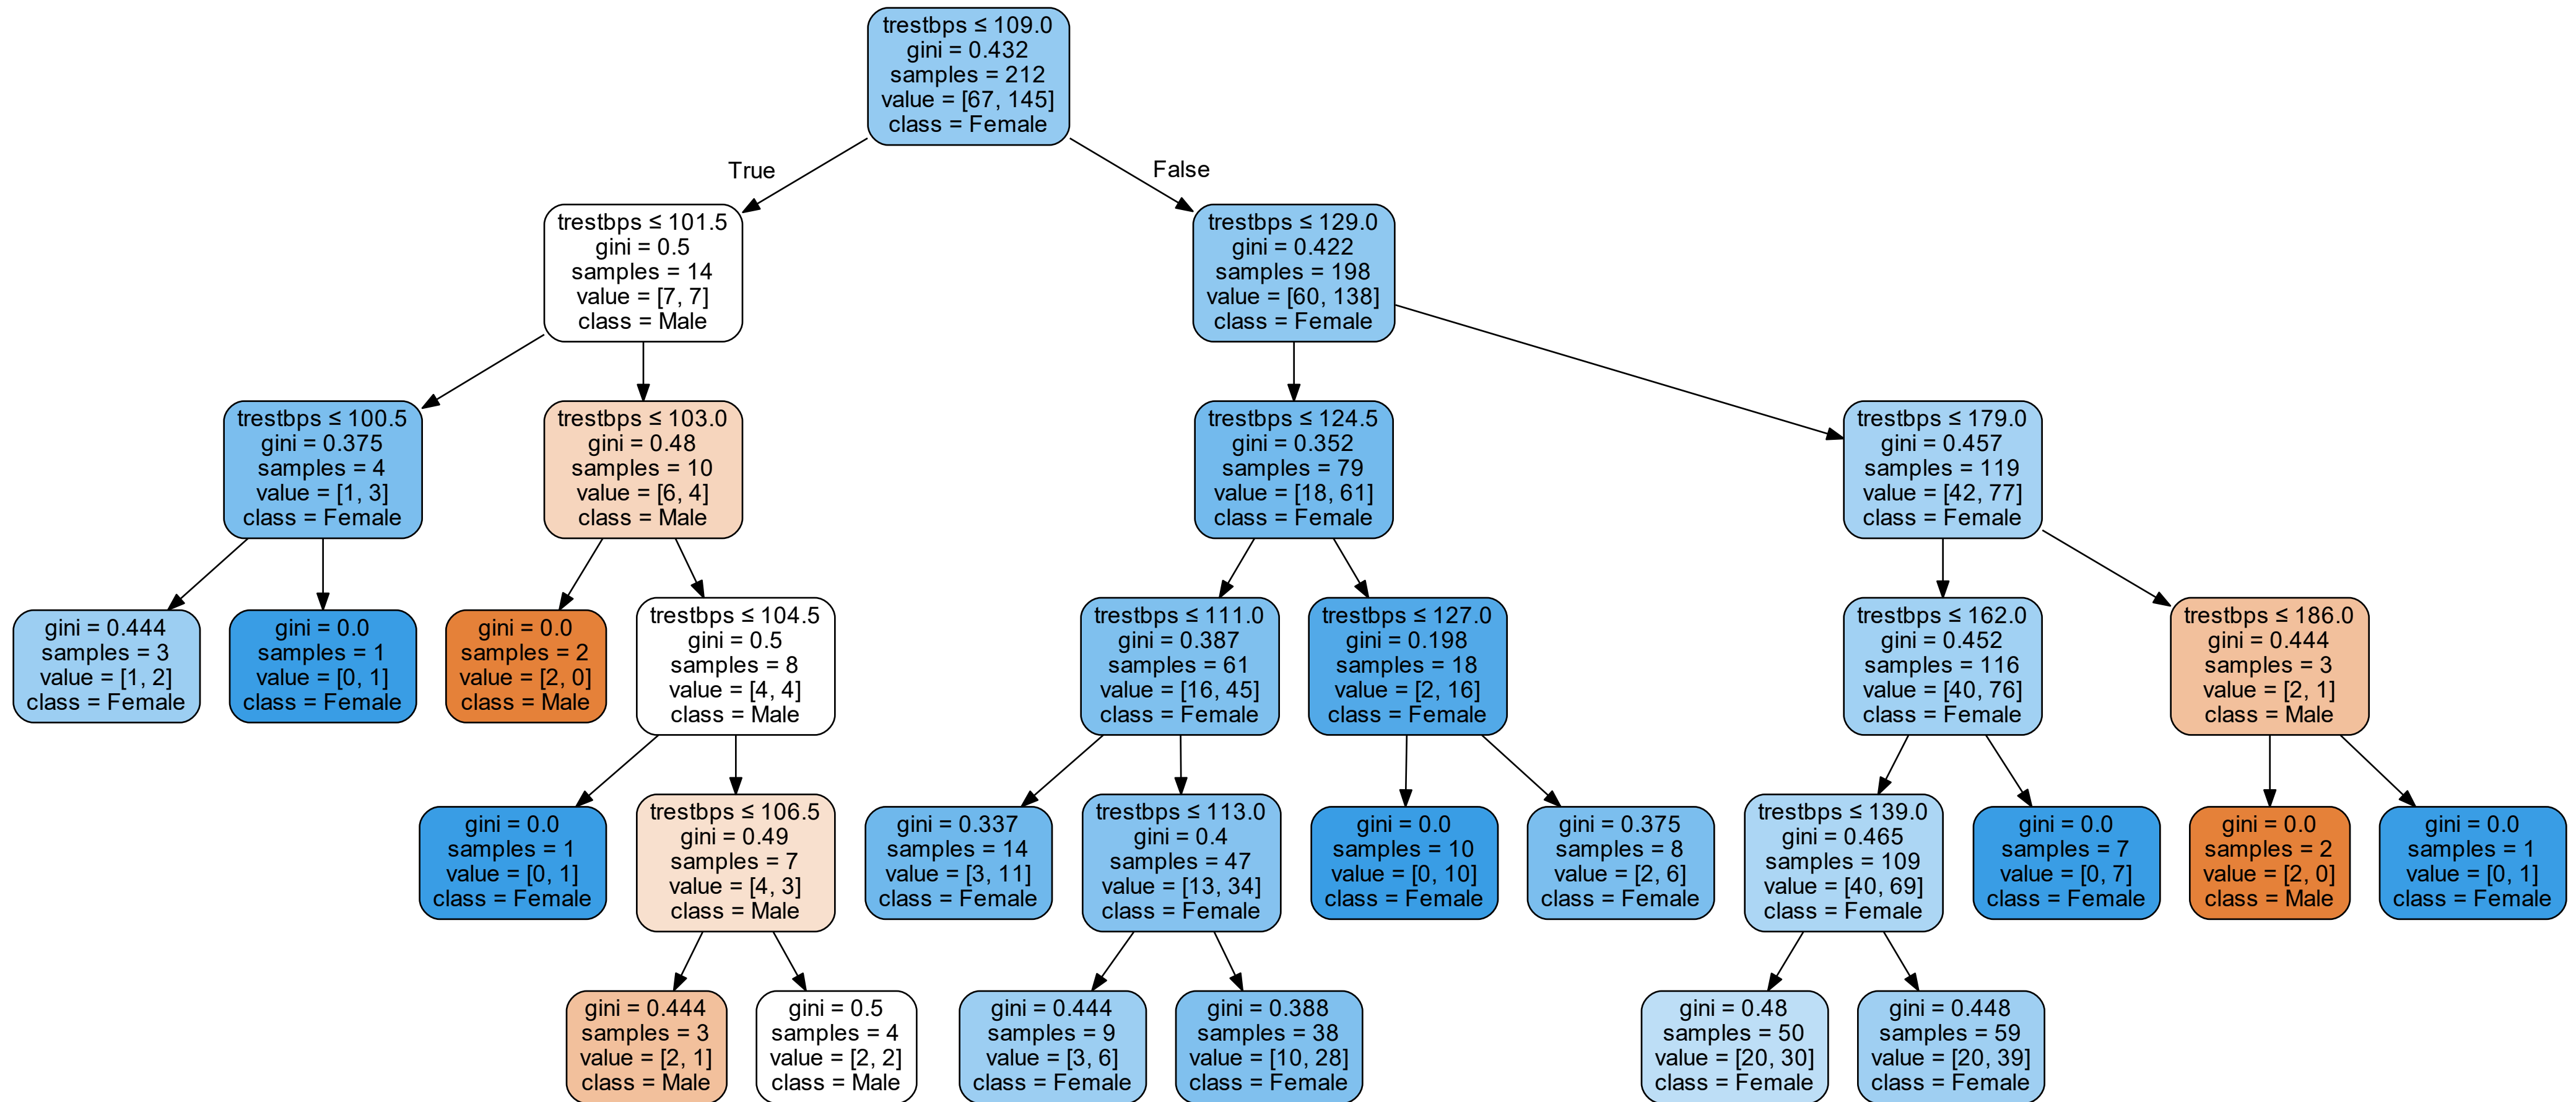 trestbps ≤ 109.0
gini = 0.432
samples = 212
value = [67, 145]
class = Female
True
False
trestbps ≤ 101.5
gini = 0.5
samples = 14
value = [7, 7]
class = Male
trestbps ≤ 129.0
gini = 0.422
samples = 198
value = [60, 138]
class = Female
trestbps ≤ 100.5
gini = 0.375
samples = 4
value = [1, 3]
class = Female
trestbps ≤ 103.0
gini = 0.48
samples = 10
value = [6, 4]
class = Male
trestbps ≤ 124.5
gini = 0.352
samples = 79
value = [18, 61]
class = Female
trestbps ≤ 179.0
gini = 0.457
samples = 119
value = [42, 77]
class = Female
gini = 0.444
samples = 3
value = [1, 2]
class = Female
gini = 0.0
samples = 1
value = [0, 1]
class = Female
gini = 0.0
samples = 2
value = [2, 0]
class = Male
trestbps ≤ 104.5
gini = 0.5
samples = 8
value = [4, 4]
class = Male
trestbps ≤ 111.0
gini = 0.387
samples = 61
value = [16, 45]
class = Female
trestbps ≤ 127.0
gini = 0.198
samples = 18
value = [2, 16]
class = Female
trestbps ≤ 162.0
gini = 0.452
samples = 116
value = [40, 76]
class = Female
trestbps ≤ 186.0
gini = 0.444
samples = 3
value = [2, 1]
class = Male
gini = 0.0
samples = 1
value = [0, 1]
class = Female
trestbps ≤ 106.5
gini = 0.49
samples = 7
value = [4, 3]
class = Male
gini = 0.337
samples = 14
value = [3, 11]
class = Female
trestbps ≤ 113.0
gini = 0.4
samples = 47
value = [13, 34]
class = Female
gini = 0.0
samples = 10
value = [0, 10]
class = Female
gini = 0.375
samples = 8
value = [2, 6]
class = Female
trestbps ≤ 139.0
gini = 0.465
samples = 109
value = [40, 69]
class = Female
gini = 0.0
samples = 7
value = [0, 7]
class = Female
gini = 0.0
samples = 2
value = [2, 0]
class = Male
gini = 0.0
samples = 1
value = [0, 1]
class = Female
gini = 0.444
samples = 3
value = [2, 1]
class = Male
gini = 0.5
samples = 4
value = [2, 2]
class = Male
gini = 0.444
samples = 9
value = [3, 6]
class = Female
gini = 0.388
samples = 38
value = [10, 28]
class = Female
gini = 0.48
samples = 50
value = [20, 30]
class = Female
gini = 0.448
samples = 59
value = [20, 39]
class = Female